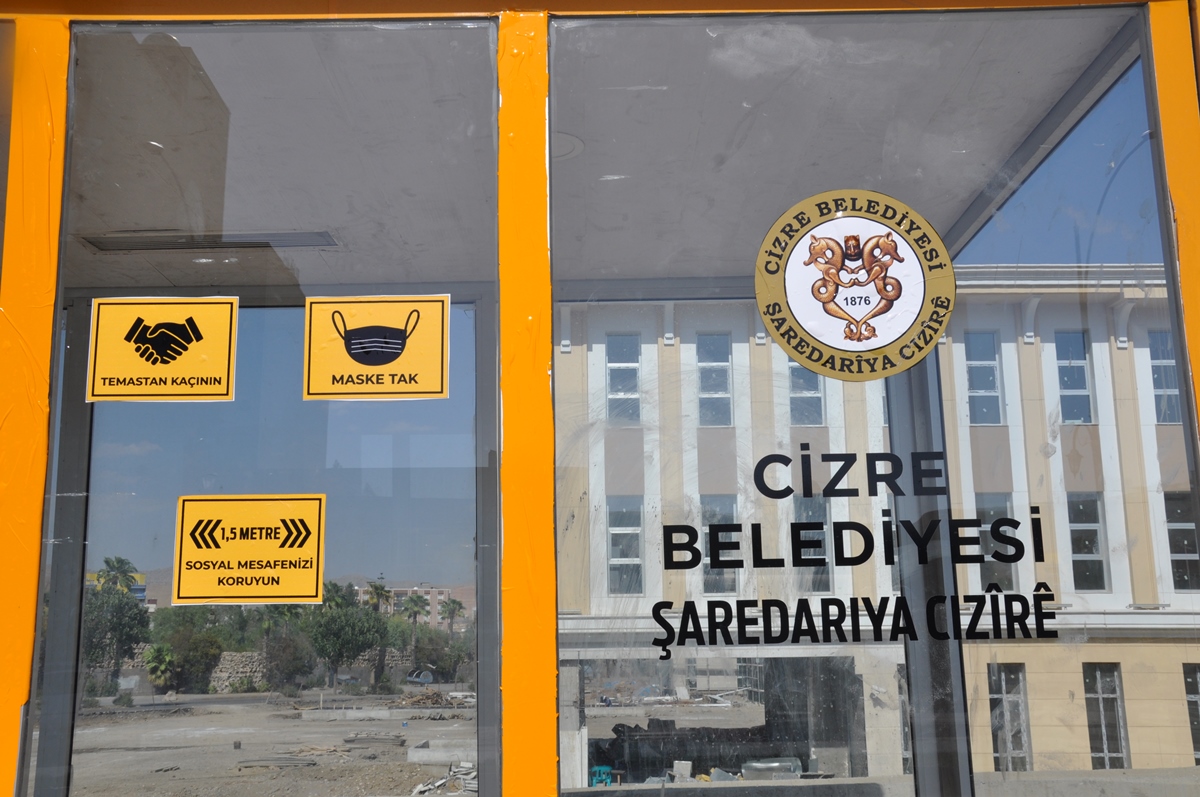 TEMASTAN KAÇININ
MASKE TAK
1,5 METRE
SOSYAL MESAFENİZİ
KORUYUN
CİZRE BELEDİYESİ
1876
ŞAREDARÎYA CIZÎRÊ
CİZRE
BELEDİYESİ
ŞAREDARIYA CIZÎRÊ